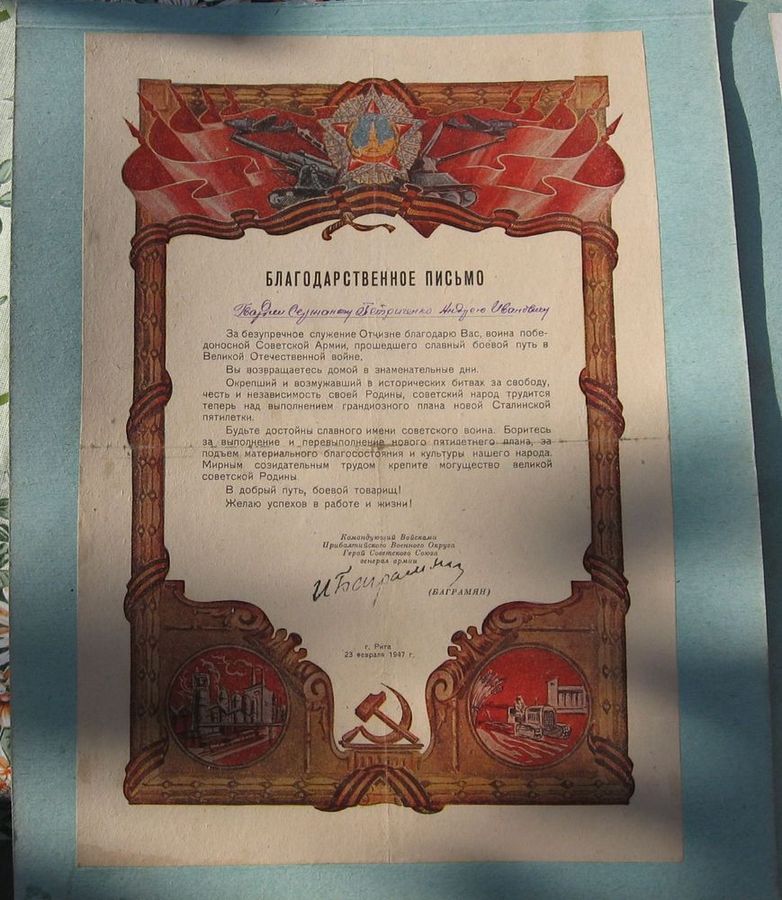 БЛАГОДАРСТВЕННОЕ ПИСЬМО
Гвардии Сержанту Петриченко Андрею Ивановичу
За безупречное служение Отчизне благодарю Вас, воина побе-
доносной Советской Армии, прошедшего славный боевой путь в
Великой Отечественной войне.
Вы возвращаетесь домой в знаменательные дни.
Окрепший и возмужавший в исторических битвах за свободу,
честь и независимость своей Родины, советский народ трудится
теперь над выполнением грандиозного плана новой Сталинской
пятилетки.
Будьте достойны славного имени советского воина. Боритесь
за выполнение и перевыполнение нового пятилетнего плана, за
подъем материального благосостояния и культуры нашего народа.
Мирным созидательным трудом крепите могущество великой
советской Родины
В добрый путь, боевой товарищ!
Желаю успехов в работе и жизни!
Командующий Войсками
Прибалтийского Военного Округа
Герой Советского Союза
генерал армии
И Баграмян
(БАГРАМЯН)
г. Рига
23 февраля 1947 г.